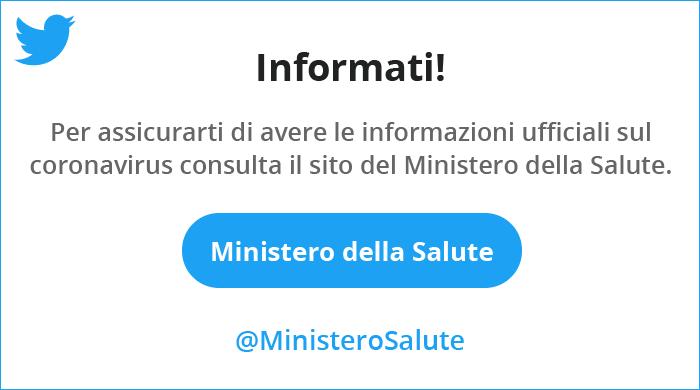 Informati!
Per assicurarti di avere le informazioni ufficiali sul
coronavirus consulta il sito del Ministero della Salute.
Ministero della Salute
@MinisteroSalute